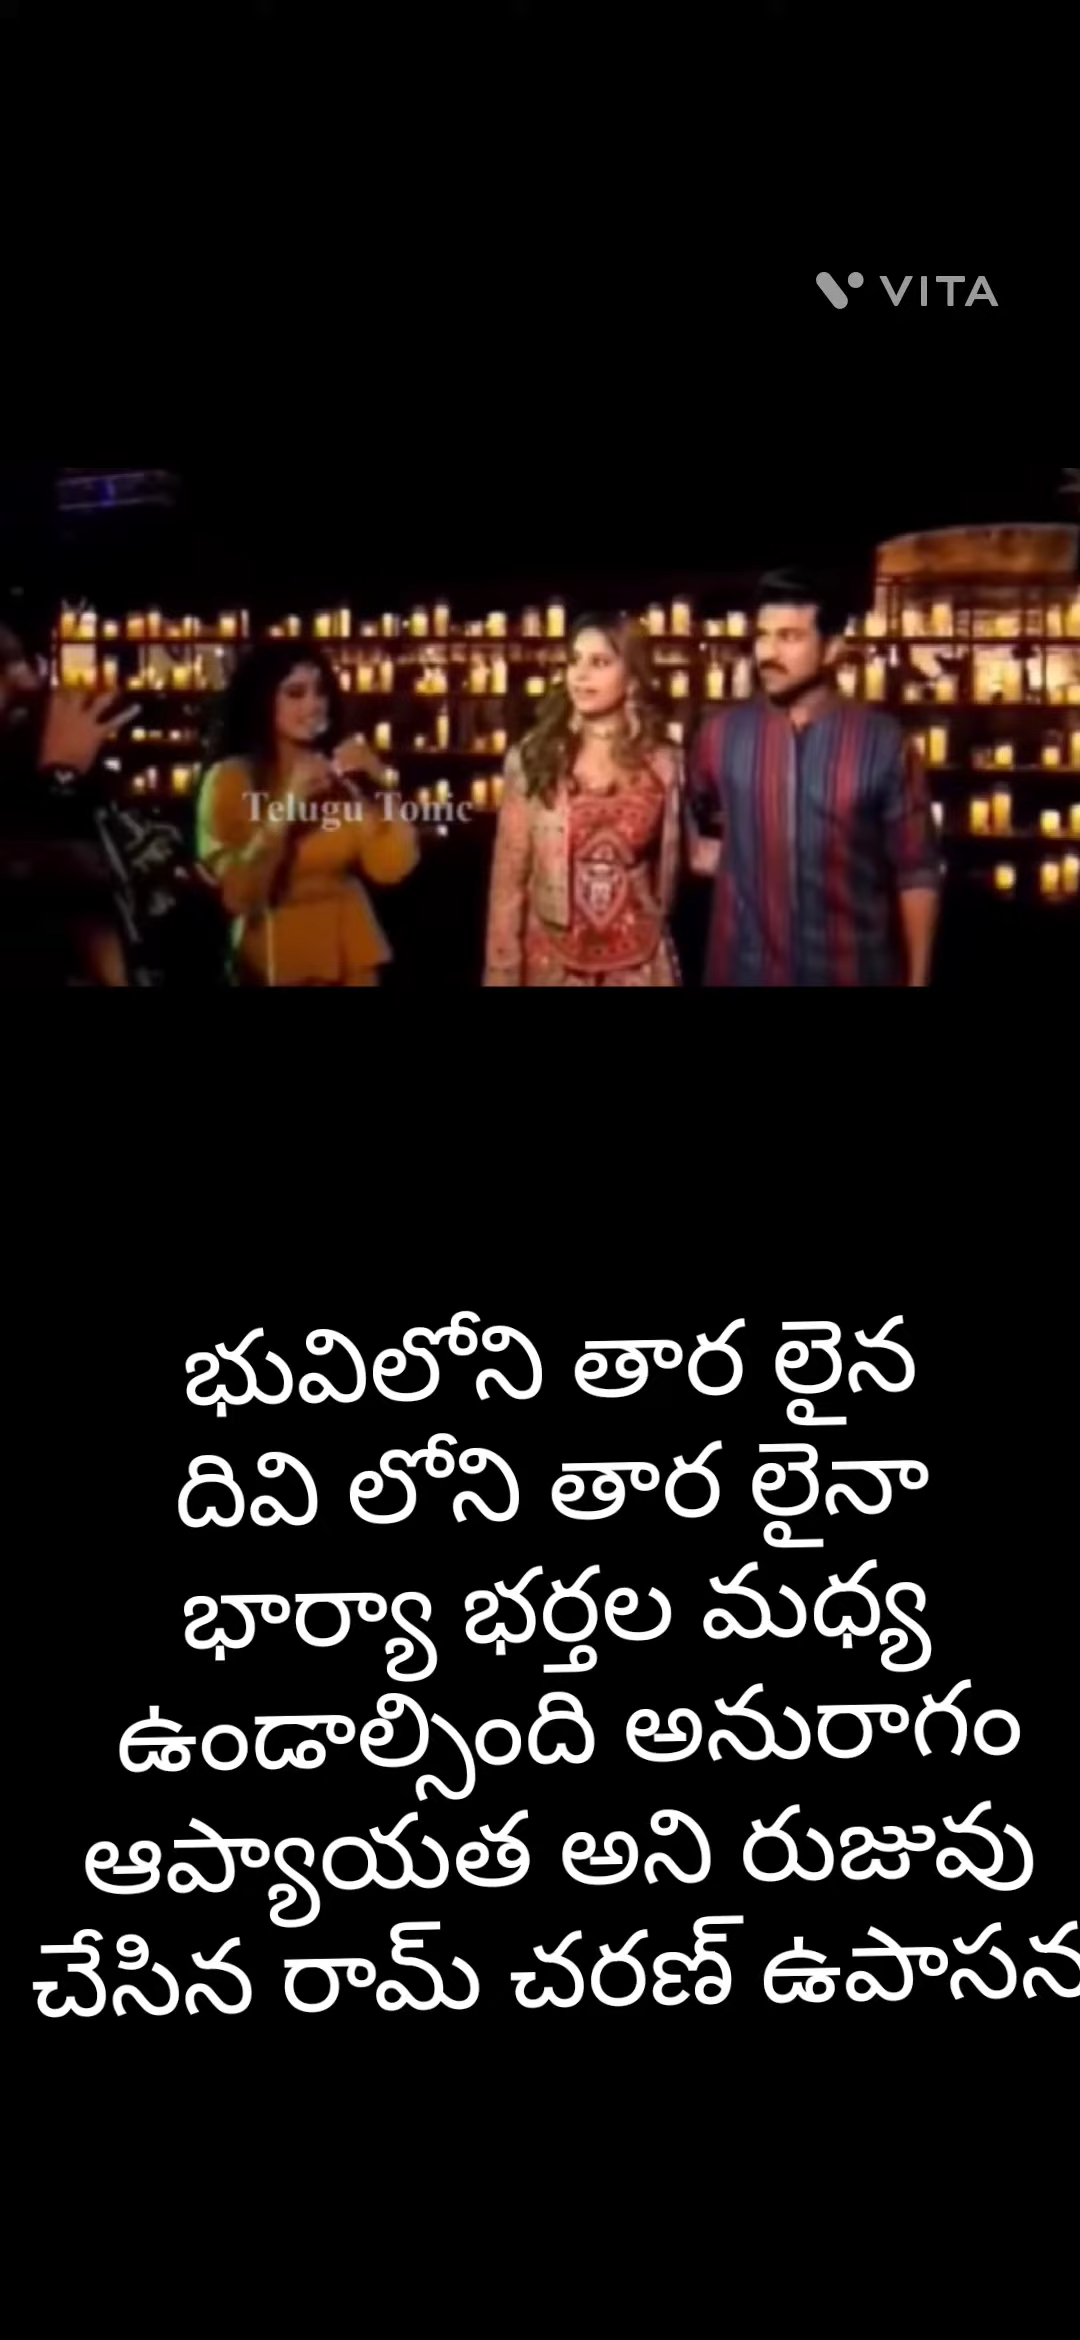 VITA
Telugu Tonic
భువిలోని తార లైన
దివి లోని తార లైనా
భార్యా భర్తల మధ్య
ఉండాల్సింది అనురాగం
ఆప్యాయత అని రుజువు
చేసిన రామ్ చరణ్ ఉపాసన